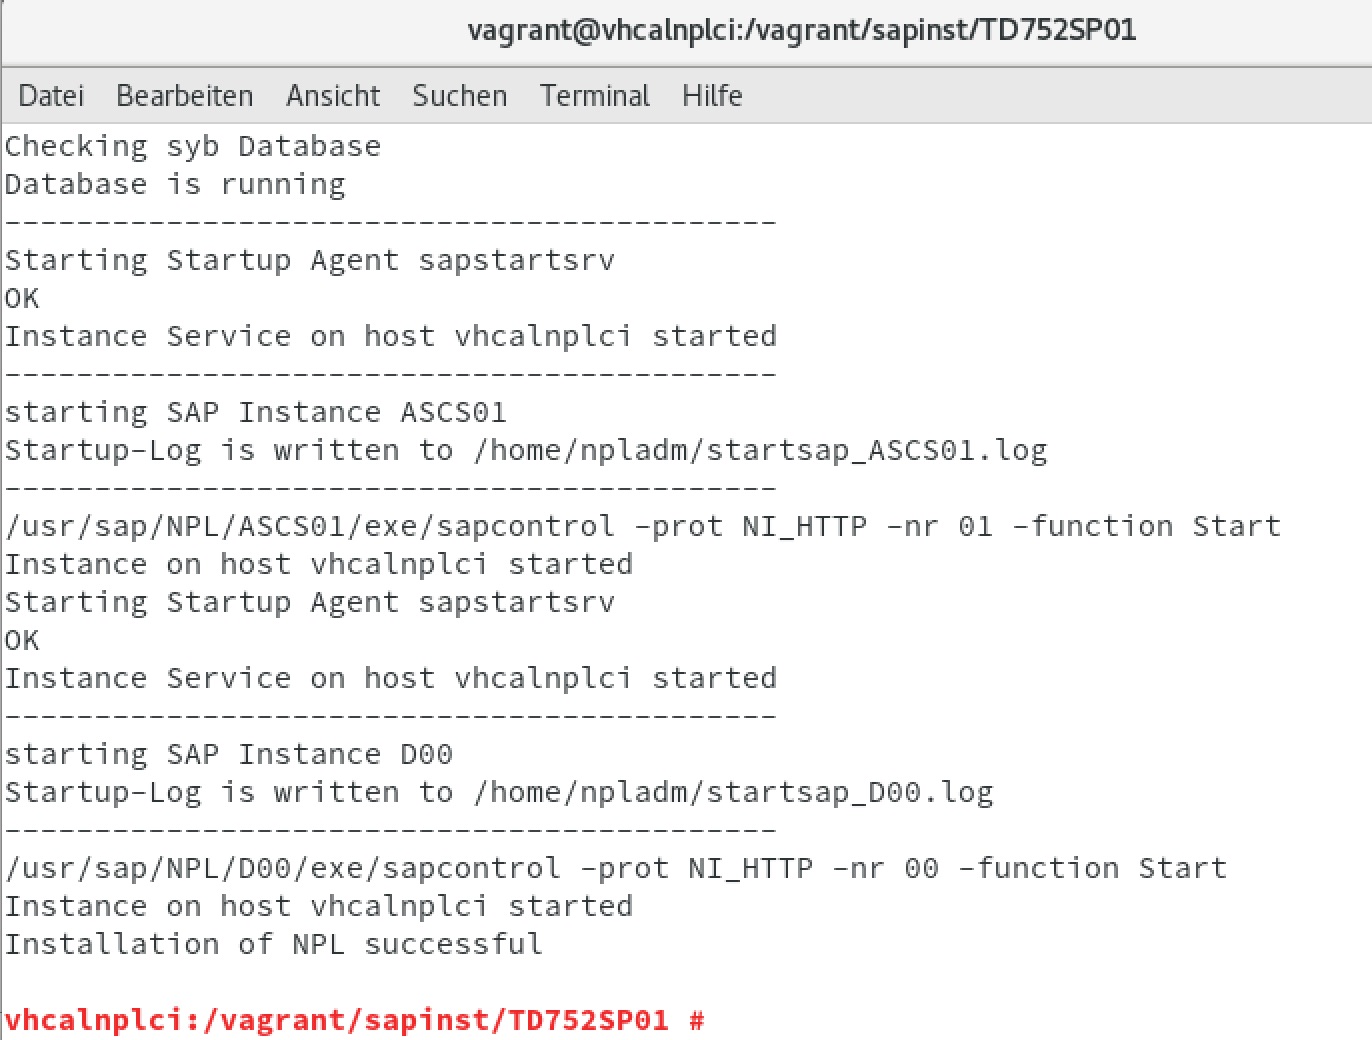 vagrant@vhcalnplci:/vagrant/sapinst/TD752SP01
Datei Bearbeiten Ansicht Suchen Terminal Hilfe
Checking syb Database
Database is running
-------------------------------------------
Starting Startup Agent sapstartsrv
OK
Instance Service on host vhcalnplci started
-------------------------------------------
starting SAP Instance ASCS01
Startup-Log is written to /home/npladm/startsap_ASCS01.log
-------------------------------------------
/usr/sap/NPL/ASCS01/exe/sapcontrol -prot NI_HTTP -nr 01 -function Start
Instance on host vhcalnplci started
Starting Startup Agent sapstartsrv
OK
Instance Service on host vhcalnplci started
-------------------------------------------
starting SAP Instance D00
Startup-Log is written to /home/npladm/startsap_D00.log
-------------------------------------------
/usr/sap/NPL/D00/exe/sapcontrol -prot NI_HTTP -nr 00 -function Start
Instance on host vhcalnplci started
Installation of NPL successful
vhcalnplci:/vagrant/sapinst/TD752SP01 #